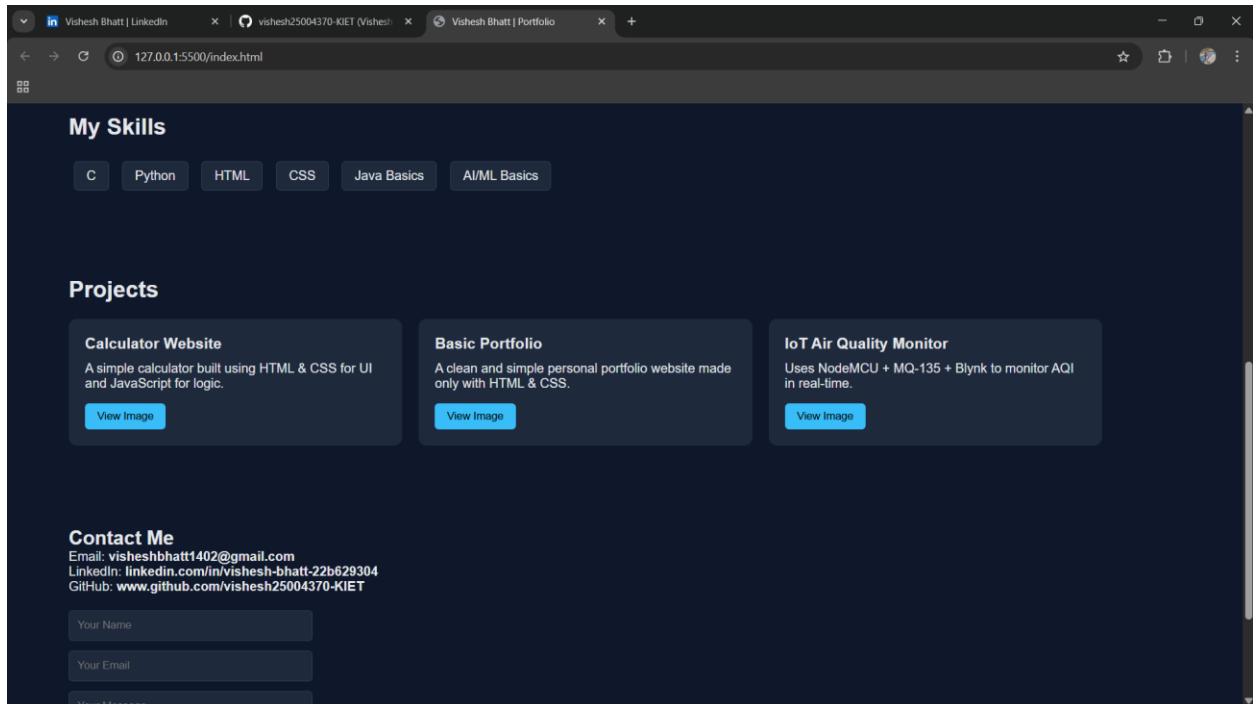 Vishesh Bhatt | LinkedIn
vishesh25004370-KIET (Vishesh
Vishesh Bhatt | Portfolio
127.0.0.1:5500/index.html
My Skills
C Python HTML CSS Java Basics AI/ML Basics
Projects
Calculator Website
A simple calculator built using HTML & CSS for UI
and JavaScript for logic.
View Image
Basic Portfolio
A clean and simple personal portfolio website made
only with HTML & CSS.
View Image
IoT Air Quality Monitor
Uses NodeMCU + MQ-135 + Blynk to monitor AQI
in real-time.
View Image
Contact Me
Email: visheshbhatt1402@gmail.com
LinkedIn: linkedin.com/in/vishesh-bhatt-22b629304
GitHub: www.github.com/vishesh25004370-KIET
Your Name
Your Email
Your Message